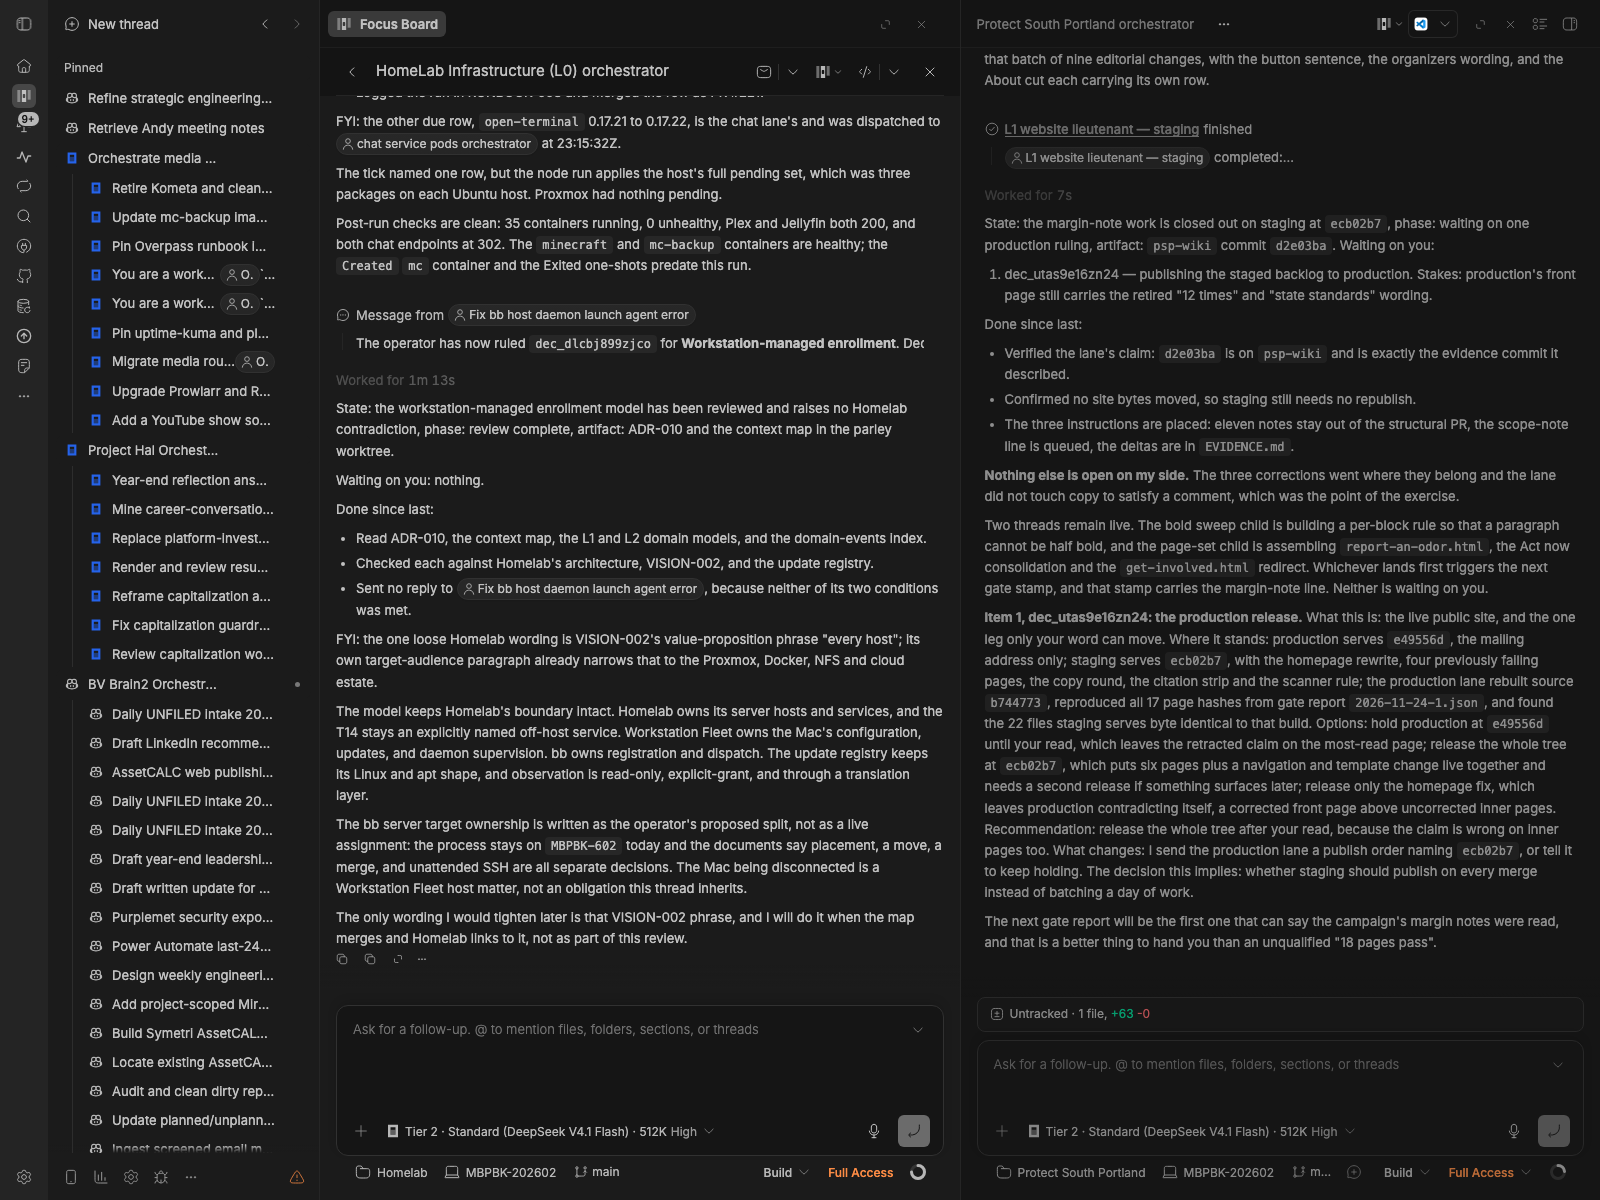 New thread
Pinned
Refine strategic engineering...
Retrieve Andy meeting notes
Orchestrate media ...
Retire Kometa and clean...
Update mc-backup ima...
Pin Overpass runbook i...
You are a work... O. `...
You are a work... O. `...
Pin uptime-kuma and pl...
Migrate media rou... O.
Upgrade Prowlarr and R...
Add a YouTube show so...
Project Hal Orchest...
Year-end reflection ans...
Mine career-conversatio...
Replace platform-invest...
Render and review resu...
Reframe capitalization a...
Fix capitalization guardr...
Review capitalization wo...
BV Brain2 Orchestr...
Daily UNFILED intake 20...
Draft LinkedIn recomme...
AssetCALC web publishi...
Daily UNFILED intake 20...
Daily UNFILED intake 20...
Draft year-end leadershi...
Draft written update for ...
Purplemet security expo...
Power Automate last-24...
Design weekly engineeri...
Add project-scoped Mir...
Build Symetri AssetCAL...
Locate existing AssetCA...
Audit and clean dirty rep...
Update planned/unplann...
Ingest screened email m...
9+
Focus Board
HomeLab Infrastructure (L0) orchestrator
FYI: the other due row, open-terminal 0.17.21 to 0.17.22, is the chat lane's and was dispatched to
chat service pods orchestrator at 23:15:32Z.
The tick named one row, but the node run applies the host's full pending set, which was three
packages on each Ubuntu host. Proxmox had nothing pending.
Post-run checks are clean: 35 containers running, 0 unhealthy, Plex and Jellyfin both 200, and
both chat endpoints at 302. The minecraft and mc-backup containers are healthy; the
Created mc container and the Exited one-shots predate this run.
Message from Fix bb host daemon launch agent error
The operator has now ruled dec_dlcbj899zjco for Workstation-managed enrollment. Dec
Worked for 1m 13s
State: the workstation-managed enrollment model has been reviewed and raises no Homelab
contradiction, phase: review complete, artifact: ADR-010 and the context map in the parley
worktree.
Waiting on you: nothing.
Done since last:
• Read ADR-010, the context map, the L1 and L2 domain models, and the domain-events index.
• Checked each against Homelab's architecture, VISION-002, and the update registry.
• Sent no reply to Fix bb host daemon launch agent error, because neither of its two conditions
was met.
FYI: the one loose Homelab wording is VISION-002's value-proposition phrase "every host"; its
own target-audience paragraph already narrows that to the Proxmox, Docker, NFS and cloud
estate.
The model keeps Homelab's boundary intact. Homelab owns its server hosts and services, and the
T14 stays an explicitly named off-host service. Workstation Fleet owns the Mac's configuration,
updates, and daemon supervision. bb owns registration and dispatch. The update registry keeps
its Linux and apt shape, and observation is read-only, explicit-grant, and through a translation
layer.
The bb server target ownership is written as the operator's proposed split, not as a live
assignment: the process stays on MBPBK-602 today and the documents say placement, a move, a
merge, and unattended SSH are all separate decisions. The Mac being disconnected is a
Workstation Fleet host matter, not an obligation this thread inherits.
The only wording I would tighten later is that VISION-002 phrase, and I will do it when the map
merges and Homelab links to it, not as part of this review.
Ask for a follow-up. @ to mention files, folders, sections, or threads
Tier 2 · Standard (DeepSeek V4.1 Flash) · 512K High
Homelab MBPBK-202602 main Build Full Access
Protect South Portland orchestrator
that batch of nine editorial changes, with the button sentence, the organizers wording, and the
About cut each carrying its own row.
L1 website lieutenant — staging finished
L1 website lieutenant — staging completed:...
Worked for 7s
State: the margin-note work is closed out on staging at ecb02b7, phase: waiting on one
production ruling, artifact: psp-wiki commit d2e03ba. Waiting on you:
1. dec_utas9e16zn24 — publishing the staged backlog to production. Stakes: production's front
page still carries the retired "12 times" and "state standards" wording.
Done since last:
• Verified the lane's claim: d2e03ba is on psp-wiki and is exactly the evidence commit it
described.
• Confirmed no site bytes moved, so staging still needs no republish.
• The three instructions are placed: eleven notes stay out of the structural PR, the scope-note
line is queued, the deltas are in EVIDENCE.md.
Nothing else is open on my side. The three corrections went where they belong and the lane
did not touch copy to satisfy a comment, which was the point of the exercise.
Two threads remain live. The bold sweep child is building a per-block rule so that a paragraph
cannot be half bold, and the page-set child is assembling report-an-odor.html, the Act now
consolidation and the get-involved.html redirect. Whichever lands first triggers the next
gate stamp, and that stamp carries the margin-note line. Neither is waiting on you.
Item 1, dec_utas9e16zn24: the production release. What this is: the live public site, and the one
leg only your word can move. Where it stands: production serves e49556d, the mailing
address only; staging serves ecb02b7, with the homepage rewrite, four previously failing
pages, the copy round, the citation strip and the scanner rule; the production lane rebuilt source
b744773, reproduced all 17 page hashes from gate report 2026-11-24-1.json, and found
the 22 files staging serves byte identical to that build. Options: hold production at e49556d
until your read, which leaves the retracted claim on the most-read page; release the whole tree
at ecb02b7, which puts six pages plus a navigation and template change live together and
needs a second release if something surfaces later; release only the homepage fix, which
leaves production contradicting itself, a corrected front page above uncorrected inner pages.
Recommendation: release the whole tree after your read, because the claim is wrong on inner
pages too. What changes: I send the production lane a publish order naming ecb02b7, or tell it
to keep holding. The decision this implies: whether staging should publish on every merge
instead of batching a day of work.
The next gate report will be the first one that can say the campaign's margin notes were read,
and that is a better thing to hand you than an unqualified "18 pages pass".
Untracked · 1 file, +63 -0
Ask for a follow-up. @ to mention files, folders, sections, or threads
Tier 2 · Standard (DeepSeek V4.1 Flash) · 512K High
Protect South Portland MBPBK-202602 m... Build Full Access